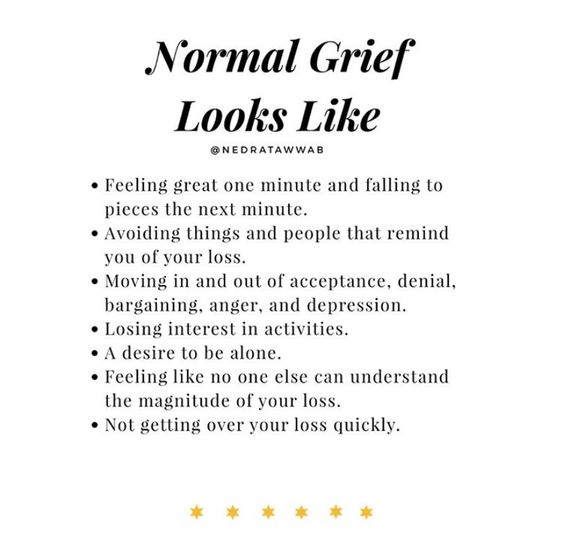 Normal Grief
Looks Like
@NEDRATAWWAB
• Feeling great one minute and falling to
pieces the next minute.
• Avoiding things and people that remind
you of your loss.
• Moving in and out of acceptance, denial,
bargaining, anger, and depression.
• Losing interest in activities.
• A desire to be alone.
• Feeling like no one else can understand
the magnitude of your loss.
• Not getting over your loss quickly.